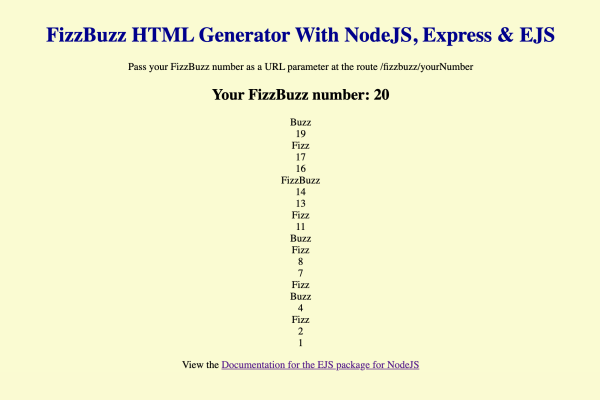 FizzBuzz HTML Generator With NodeJS, Express & EJS
Pass your FizzBuzz number as a URL parameter at the route /fizzbuzz/yourNumber
Your FizzBuzz number: 20
Buzz
19
Fizz
17
16
FizzBuzz
14
13
Fizz
11
Buzz
Fizz
8
7
Fizz
Buzz
4
Fizz
2
1
View the Documentation for the EJS package for NodeJS